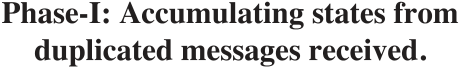 Phase-I: Accumulating states from
duplicated messages received.